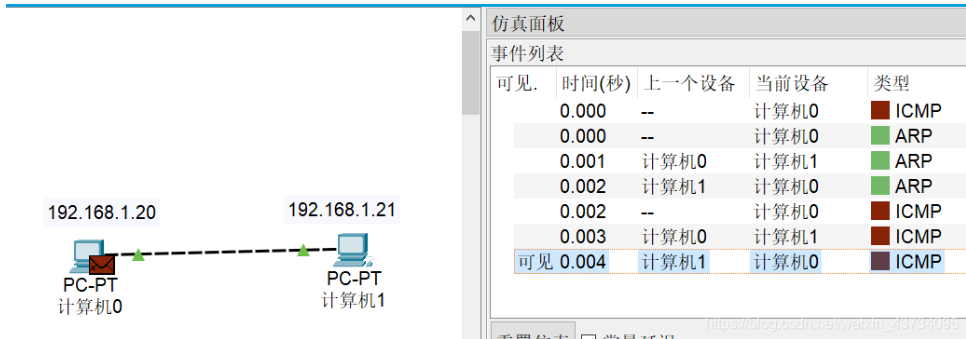 192.168.1.20
192.168.1.21
PC-PT
计算机0
PC-PT
计算机1
仿真面板
事件列表
可见. 时间(秒) 上一个设备 当前设备 类型
0.000 -- 计算机0 ICMP
0.000 -- 计算机0 ARP
0.001 计算机0 计算机1 ARP
0.002 计算机1 计算机0 ARP
0.002 -- 计算机0 ICMP
0.003 计算机0 计算机1 ICMP
可见 0.004 计算机1 计算机0 ICMP
https://blog.csdn.net/weixin_43734095